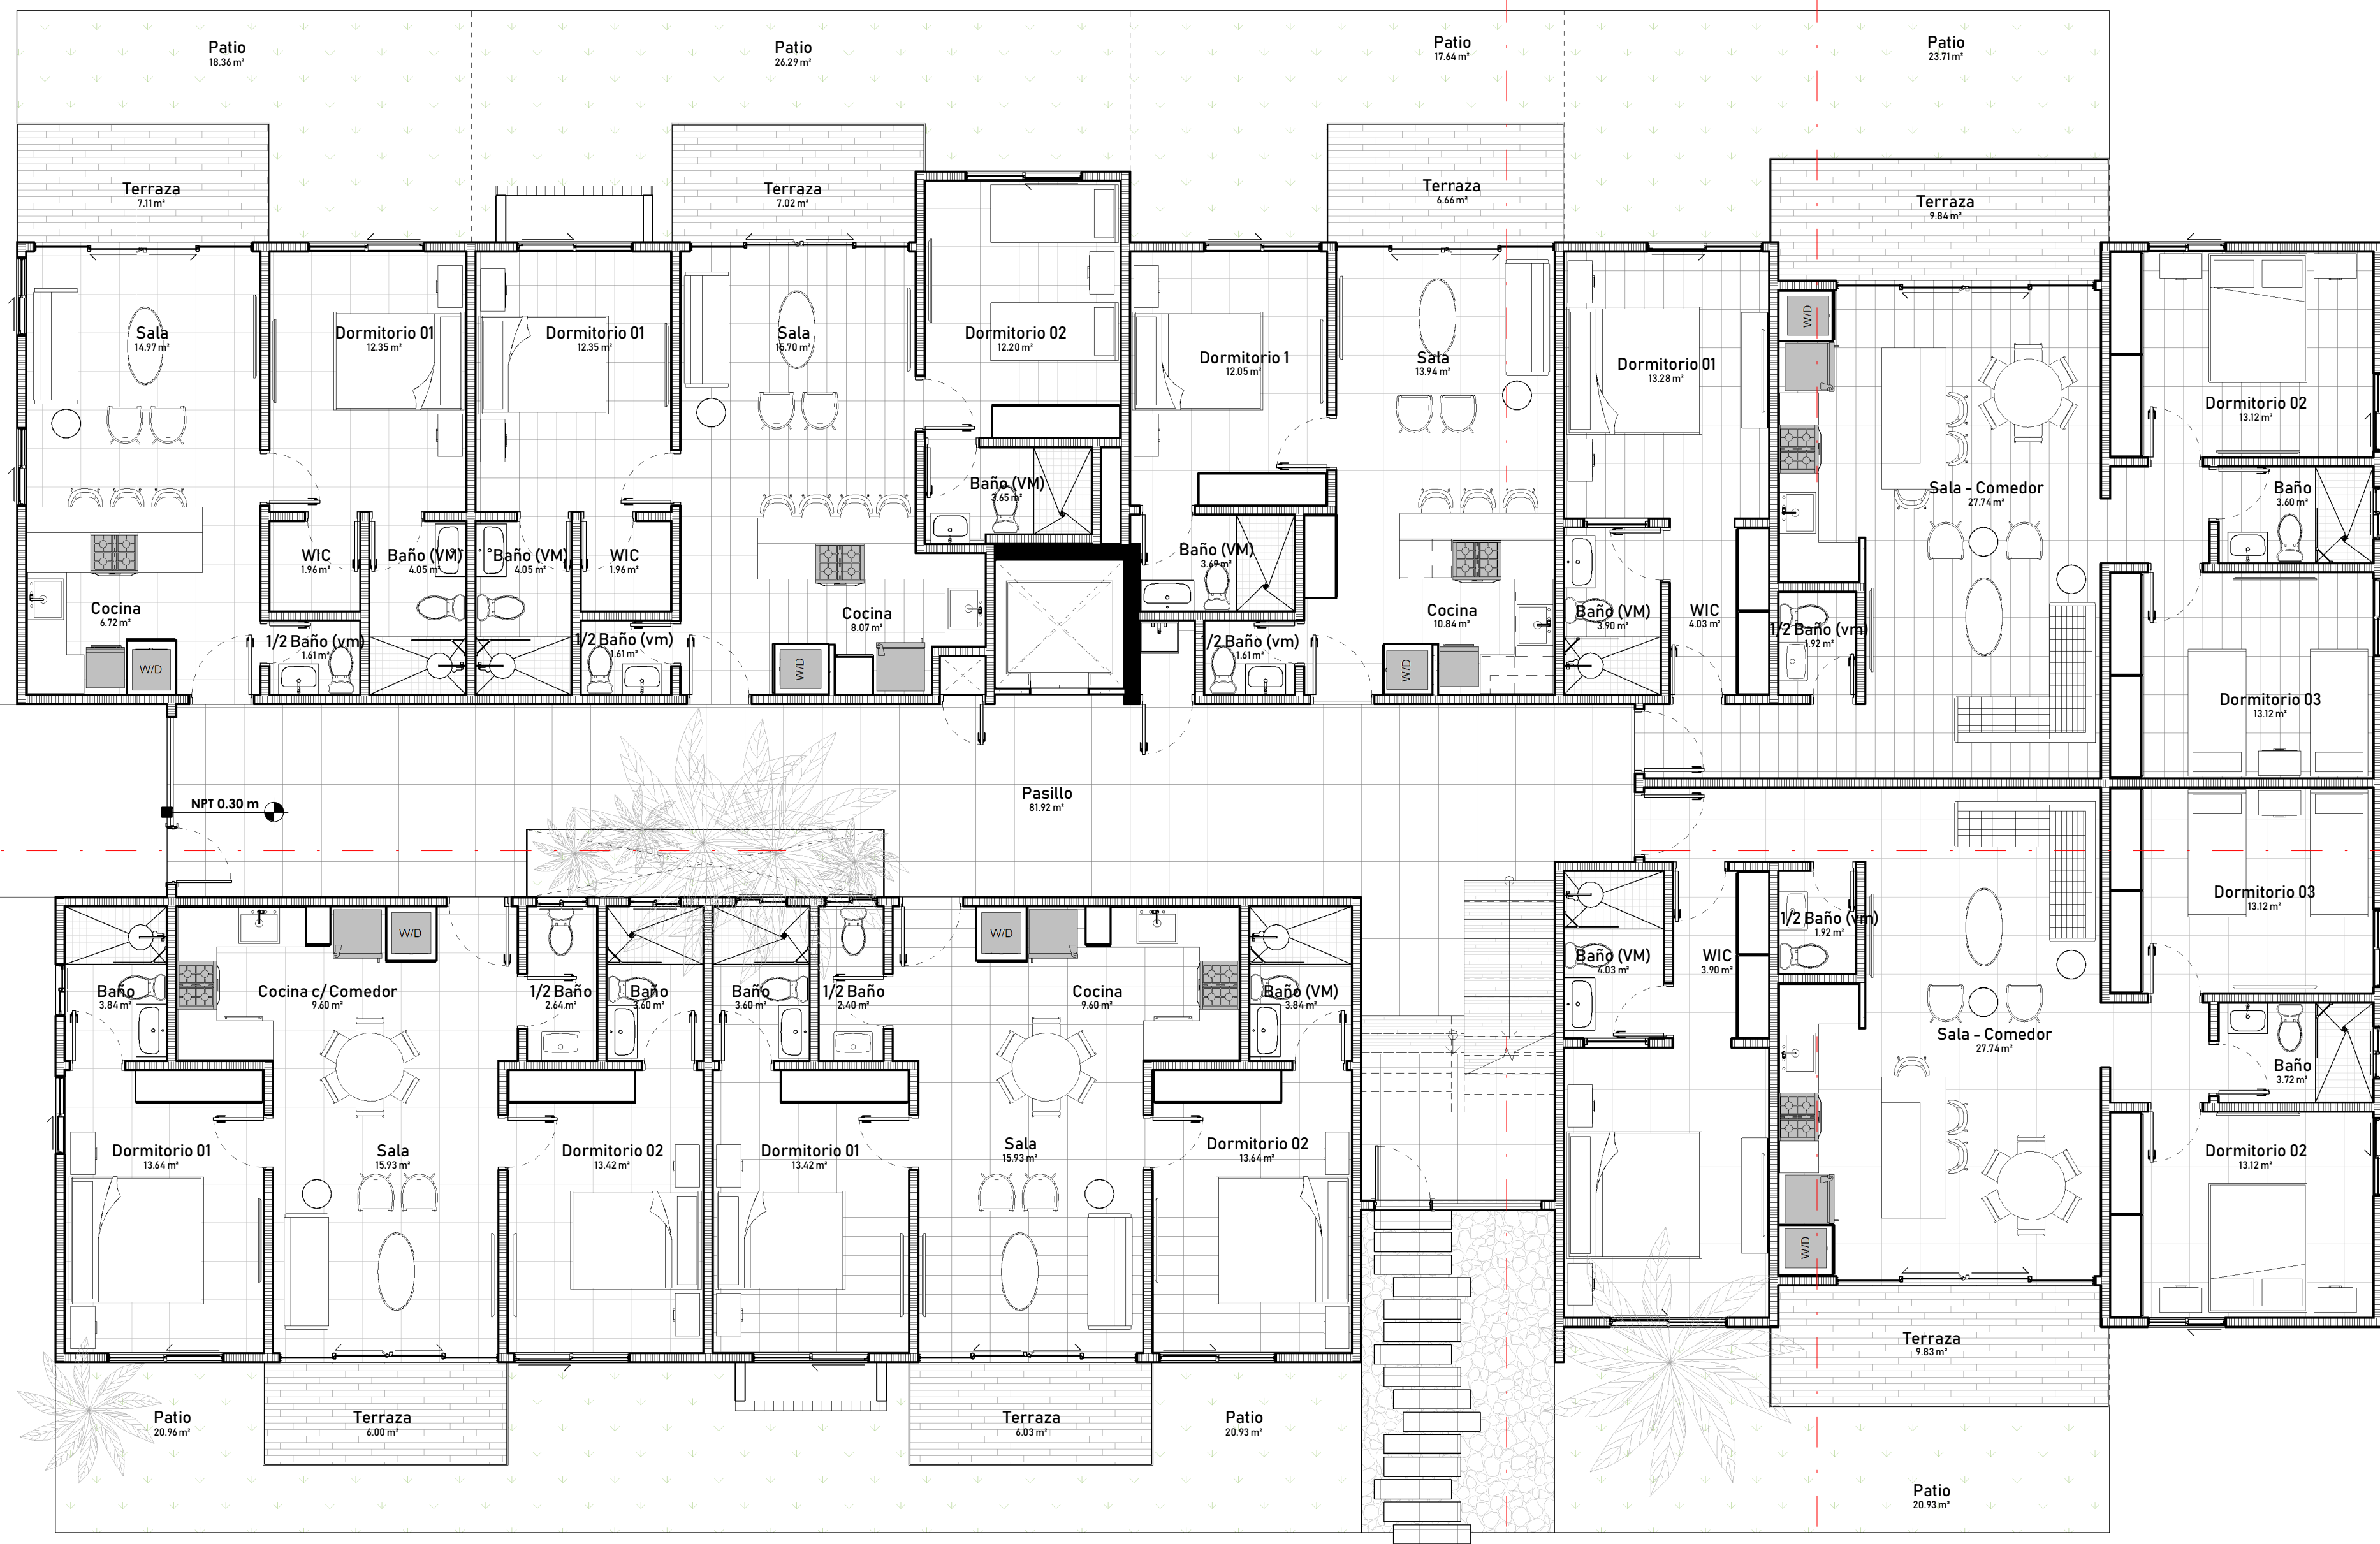 Patio
18.36 m²
Patio
26.29 m²
Patio
17.64 m²
Patio
23.71 m²
Terraza
7.11 m²
Terraza
7.02 m²
Terraza
6.66 m²
Terraza
9.84 m²
Sala
14.97 m²
Dormitorio 01
12.35 m²
Dormitorio 01
12.35 m²
Sala
15.70 m²
Dormitorio 02
12.20 m²
Dormitorio 1
12.05 m²
Sala
13.94 m²
Dormitorio 01
13.28 m²
W/D
Dormitorio 02
13.12 m²
Baño (VM)
3.65 m²
Sala - Comedor
27.74 m²
Baño
3.60 m²
WIC
1.96 m²
Baño (VM)
4.05 m²
Baño (VM)
4.05 m²
WIC
1.96 m²
Baño (VM)
3.69 m²
Cocina
6.72 m²
Cocina
8.07 m²
Cocina
10.84 m²
Baño (VM)
3.90 m²
WIC
4.03 m²
1/2 Baño (vm)
1.92 m²
W/D
1/2 Baño (vm)
1.61 m²
1/2 Baño (vm)
1.61 m²
W/D
1/2 Baño (vm)
1.61 m²
W/D
Dormitorio 03
13.12 m²
NPT 0.30 m
Pasillo
81.92 m²
Dormitorio 03
13.12 m²
W/D
W/D
1/2 Baño (vm)
1.92 m²
Baño
3.84 m²
Cocina c/ Comedor
9.60 m²
1/2 Baño
2.64 m²
Baño
3.60 m²
Baño
3.60 m²
1/2 Baño
2.40 m²
Cocina
9.60 m²
Baño (VM)
3.84 m²
Baño (VM)
4.03 m²
WIC
3.90 m²
Sala - Comedor
27.74 m²
Baño
3.72 m²
Dormitorio 01
13.64 m²
Sala
15.93 m²
Dormitorio 02
13.42 m²
Dormitorio 01
13.42 m²
Sala
15.93 m²
Dormitorio 02
13.64 m²
Dormitorio 02
13.12 m²
W/D
Terraza
9.83 m²
Patio
20.96 m²
Terraza
6.00 m²
Terraza
6.03 m²
Patio
20.93 m²
Patio
20.93 m²